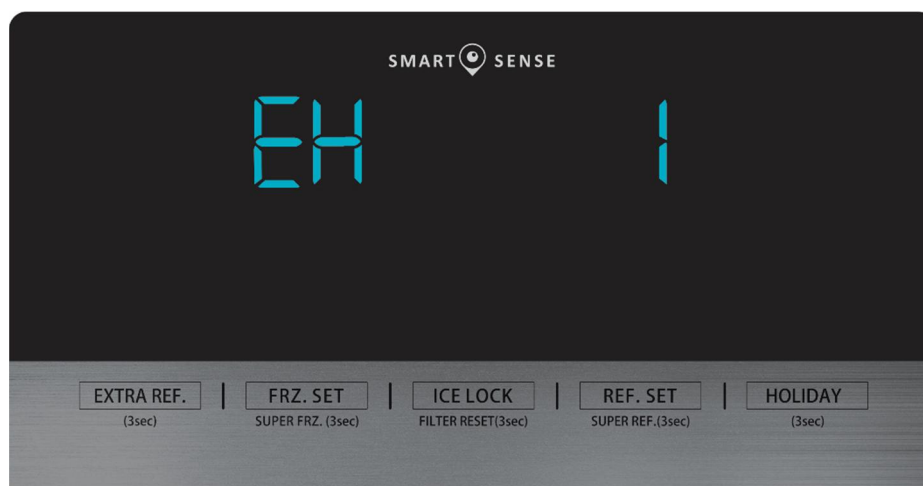 SMART SENSE
EH 1
EXTRA REF. | FRZ. SET | ICE LOCK | REF. SET | HOLIDAY
(3sec) SUPER FRZ. (3sec) FILTER RESET(3sec) SUPER REF.(3sec) (3sec)